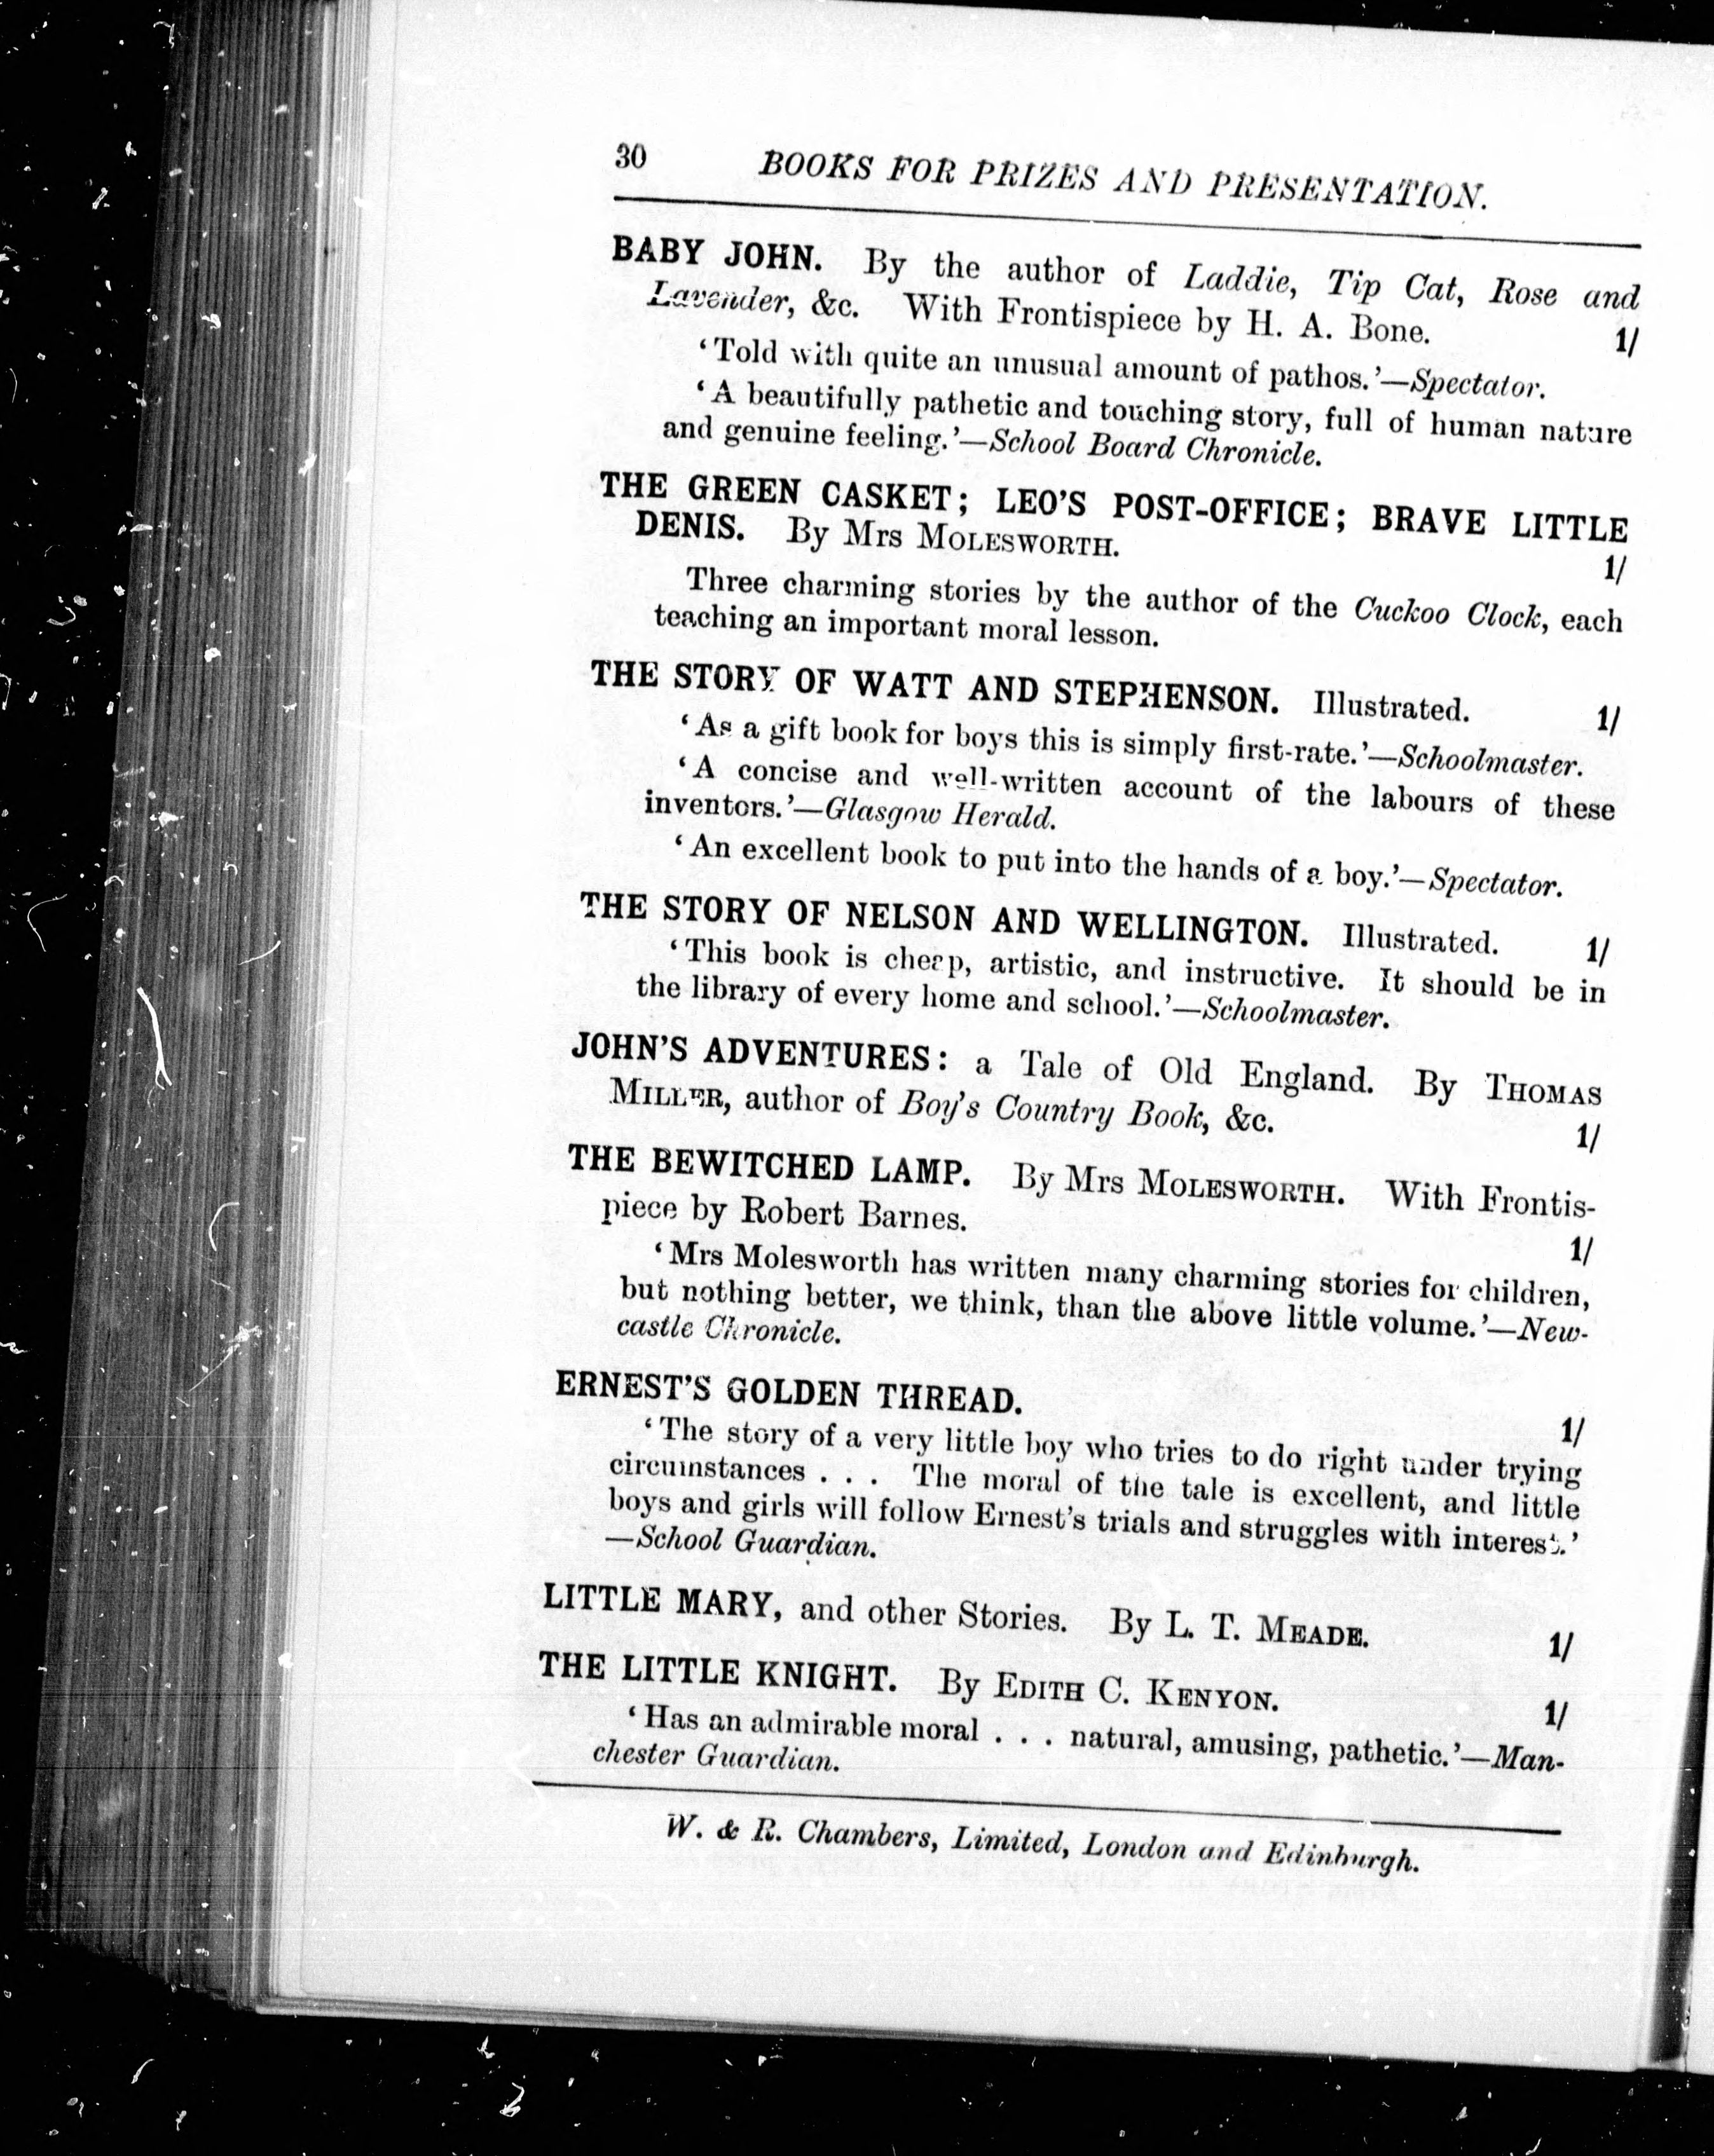 30 BOOKS FOR PRIZES AND PRESENTATION.
BABY JOHN. By the author of Laddie, Tip Cat, Rose and
Lavender, &c. With Frontispiece by H. A. Bone. 1/
‘Told with quite an unusual amount of pathos.’—Spectator.
‘A beautifully pathetic and touching story, full of human nature
and genuine feeling.’—School Board Chronicle.
THE GREEN CASKET; LEO’S POST-OFFICE; BRAVE LITTLE
DENIS. By Mrs MOLESWORTH. 1/
Three charming stories by the author of the Cuckoo Clock, each
teaching an important moral lesson.
THE STORY OF WATT AND STEPHENSON. Illustrated. 1/
‘As a gift book for boys this is simply first-rate.’—Schoolmaster.
‘A concise and well-written account of the labours of these
inventors.’—Glasgow Herald.
‘An excellent book to put into the hands of a boy.’—Spectator.
THE STORY OF NELSON AND WELLINGTON. Illustrated. 1/
‘This book is cheap, artistic, and instructive. It should be in
the library of every home and school.’—Schoolmaster.
JOHN’S ADVENTURES: a Tale of Old England. By THOMAS
MILLER, author of Boy’s Country Book, &c. 1/
THE BEWITCHED LAMP. By Mrs MOLESWORTH. With Frontis-
piece by Robert Barnes. 1/
‘Mrs Molesworth has written many charming stories for children,
but nothing better, we think, than the above little volume.’—New-
castle Chronicle.
ERNEST’S GOLDEN THREAD. 1/
‘The story of a very little boy who tries to do right under trying
circumstances . . . The moral of the tale is excellent, and little
boys and girls will follow Ernest’s trials and struggles with interest.’
—School Guardian.
LITTLE MARY, and other Stories. By L. T. MEADE. 1/
THE LITTLE KNIGHT. By EDITH C. KENYON. 1/
‘Has an admirable moral . . . natural, amusing, pathetic.’—Man-
chester Guardian.
W. & R. Chambers, Limited, London and Edinburgh.